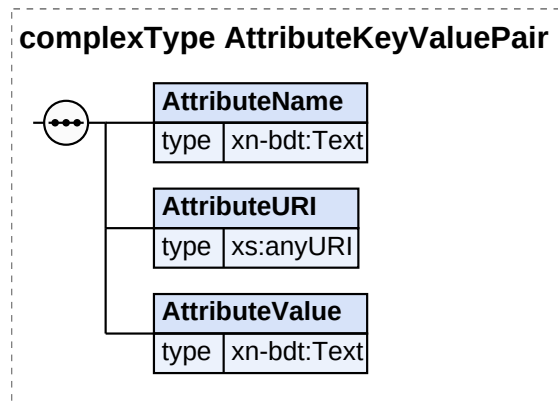 complexType AttributeKeyValuePair
AttributeName
type xn-bdt:Text
AttributeURI
type xs:anyURI
AttributeValue
type xn-bdt:Text